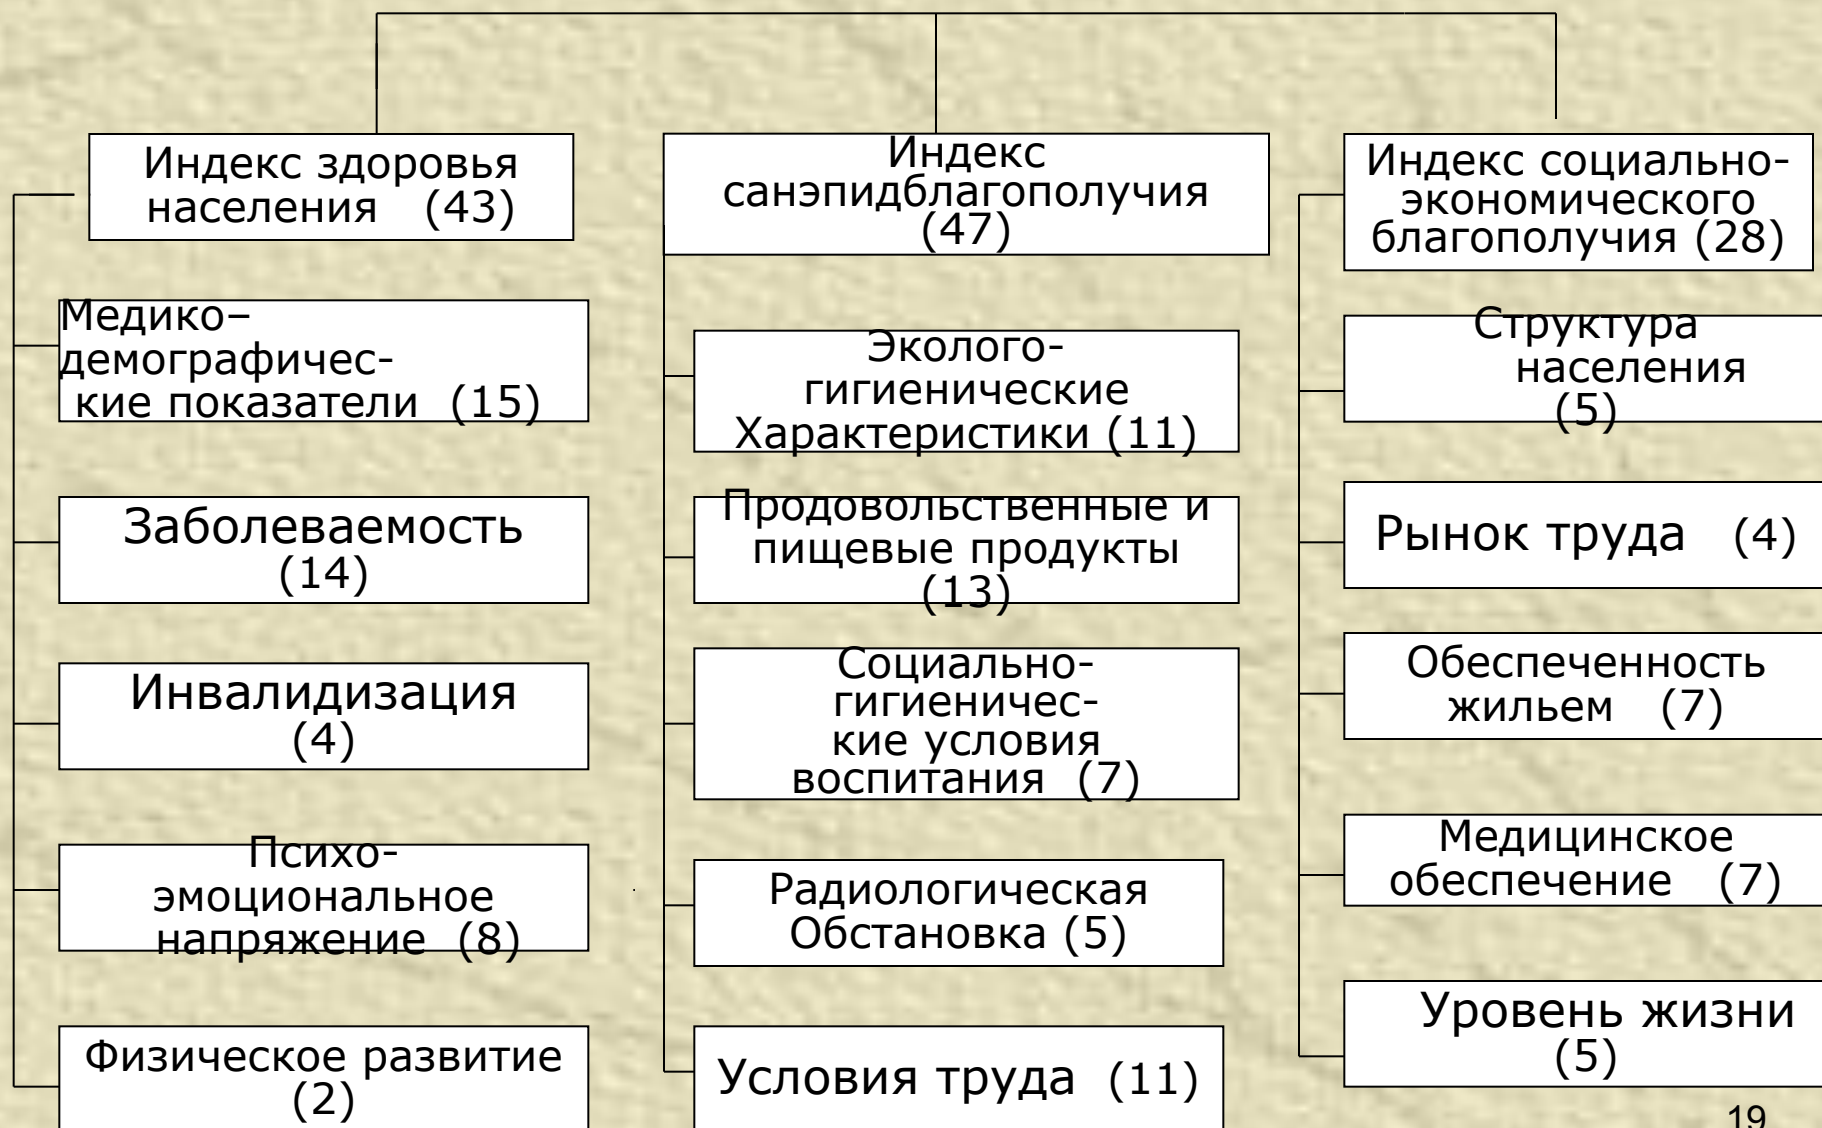 Индекс здоровья
населения (43)
Медико–
демографичес-
кие показатели (15)
Заболеваемость
(14)
Инвалидизация
(4)
Психо-
эмоциональное
напряжение (8)
Физическое развитие
(2)
Индекс
санэпидблагополучия
(47)
Эколого-
гигиенические
Характеристики (11)
Продовольственные и
пищевые продукты
(13)
Социально-
гигиеничес-
кие условия
воспитания (7)
Радиологическая
Обстановка (5)
Условия труда (11)
Индекс социально-
экономического
благополучия (28)
Структура
населения
(5)
Рынок труда (4)
Обеспеченность
жильем (7)
Медицинское
обеспечение (7)
Уровень жизни
(5)
19